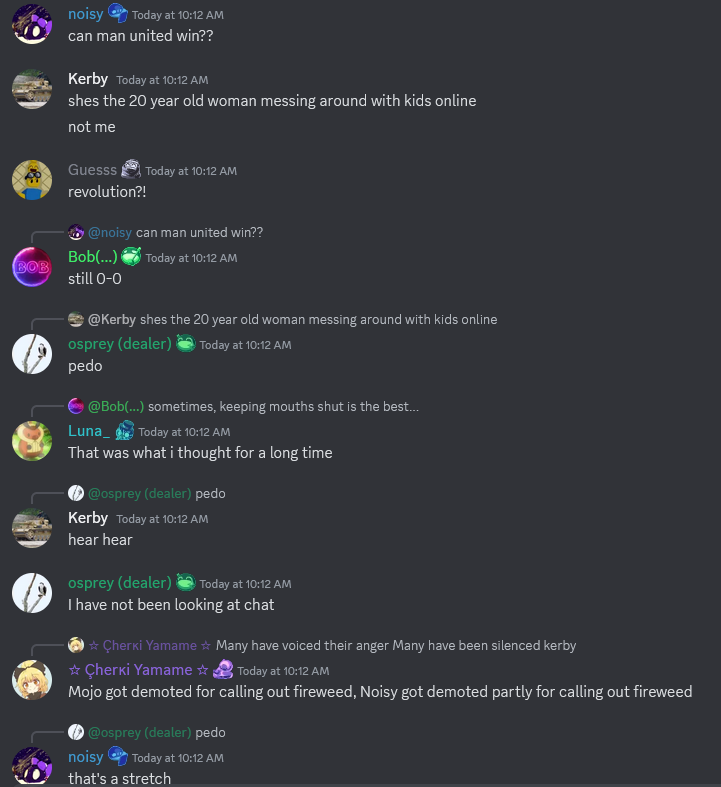 noisy Today at 10:12 AM
can man united win??
Kerby Today at 10:12 AM
shes the 20 year old woman messing around with kids online
not me
Guesss Today at 10:12 AM
revolution?!
@noisy can man united win??
BOB
Bob(...) Today at 10:12 AM
still 0-0
@Kerby shes the 20 year old woman messing around with kids online
osprey (dealer) Today at 10:12 AM
pedo
@Bob(...) sometimes, keeping mouths shut is the best...
Luna_ Today at 10:12 AM
That was what i thought for a long time
@osprey (dealer) pedo
Kerby Today at 10:12 AM
hear hear
osprey (dealer) Today at 10:12 AM
I have not been looking at chat
☆ Çherкi Yamame ☆ Many have voiced their anger Many have been silenced kerby
☆ Çherкi Yamame ☆ Today at 10:12 AM
Mojo got demoted for calling out fireweed, Noisy got demoted partly for calling out fireweed
@osprey (dealer) pedo
noisy Today at 10:12 AM
that's a stretch